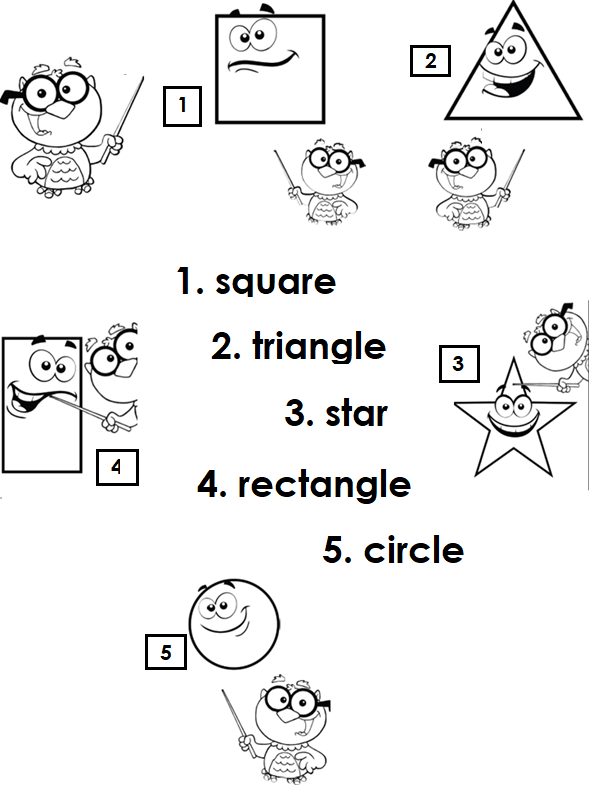 1
2
1. square
2. triangle
3
3. star
4
4. rectangle
5. circle
5